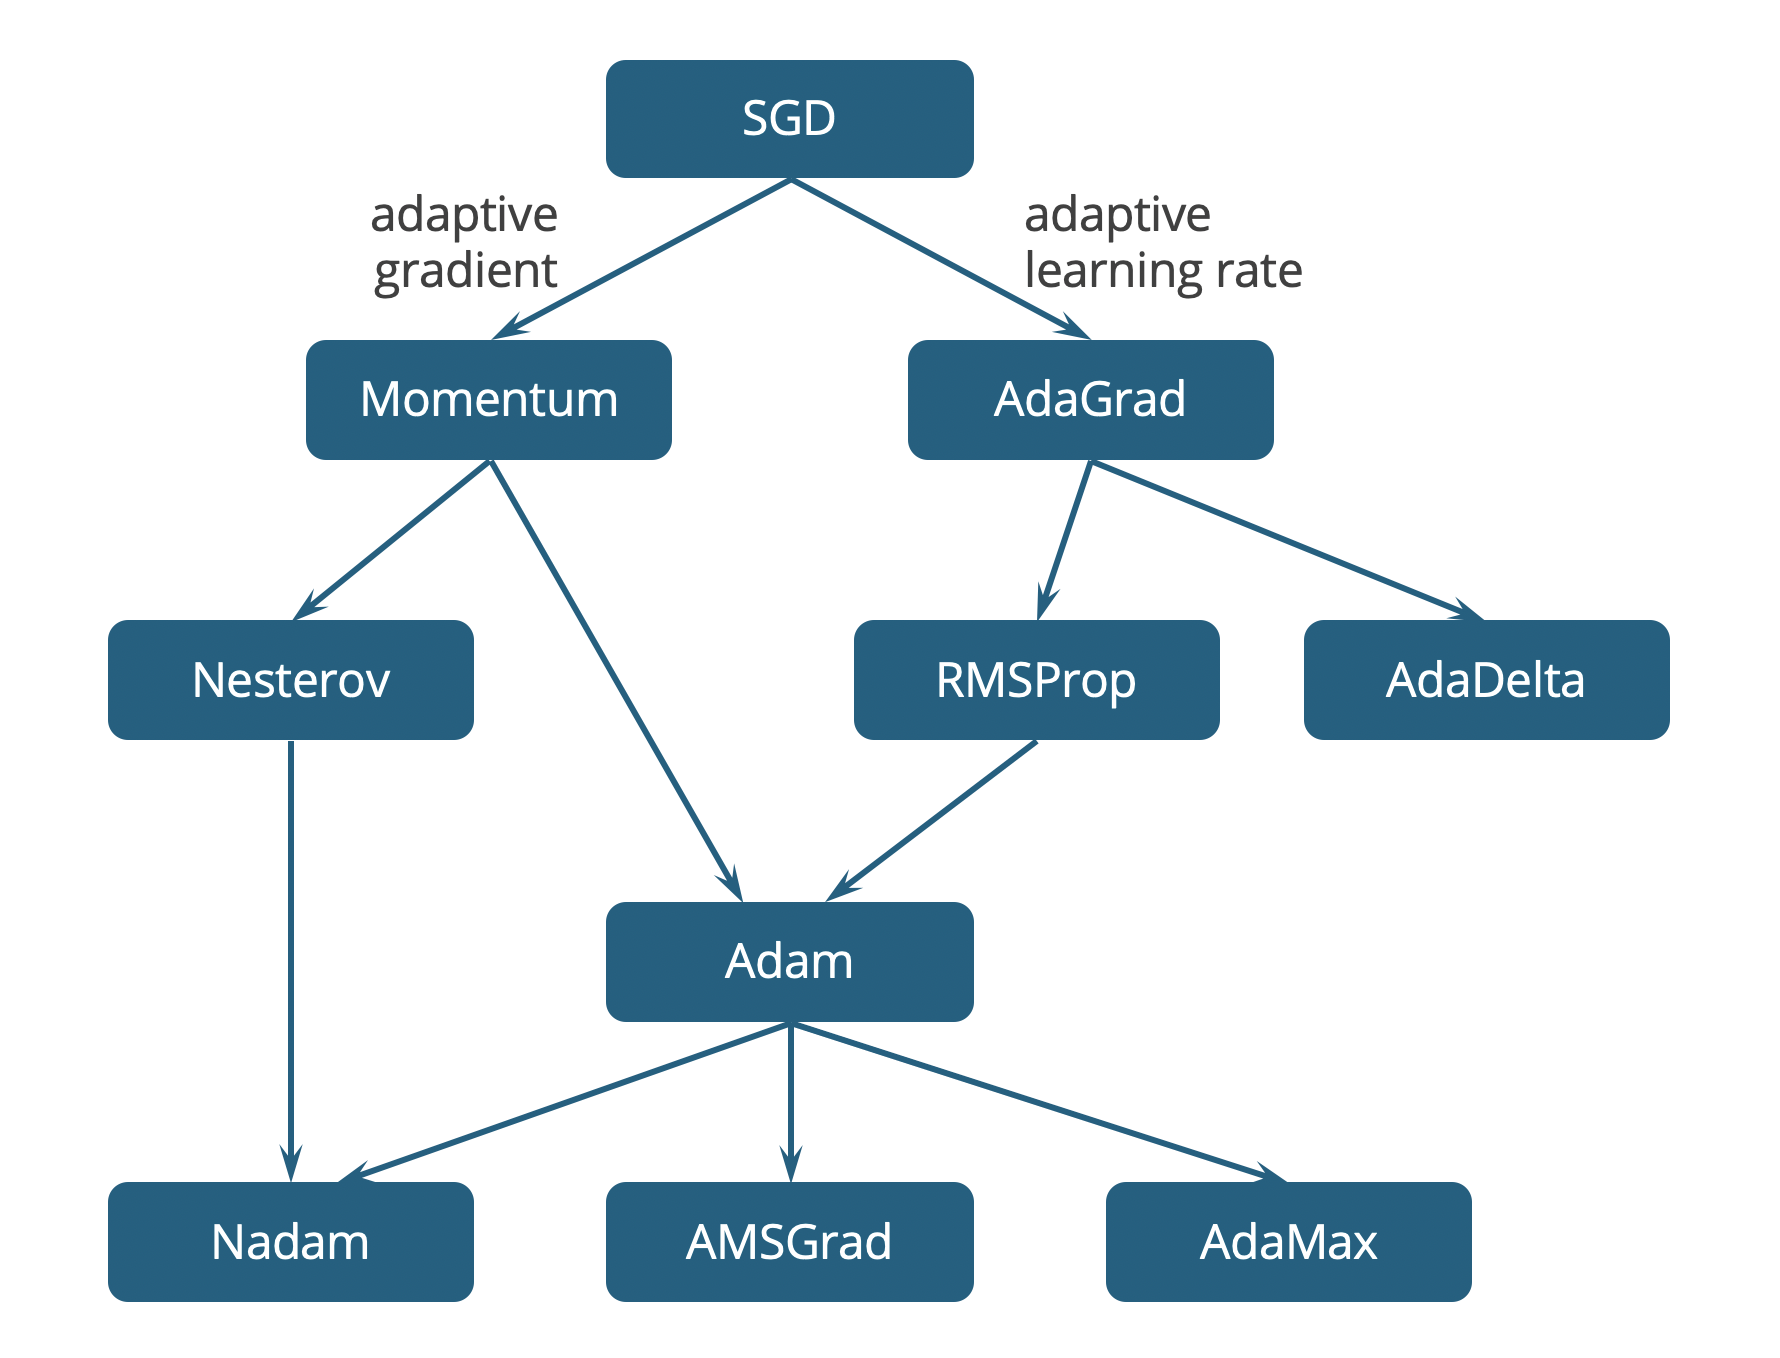 SGD
adaptive
gradient
adaptive
learning rate
Momentum
AdaGrad
Nesterov
RMSProp
AdaDelta
Adam
Nadam
AMSGrad
AdaMax